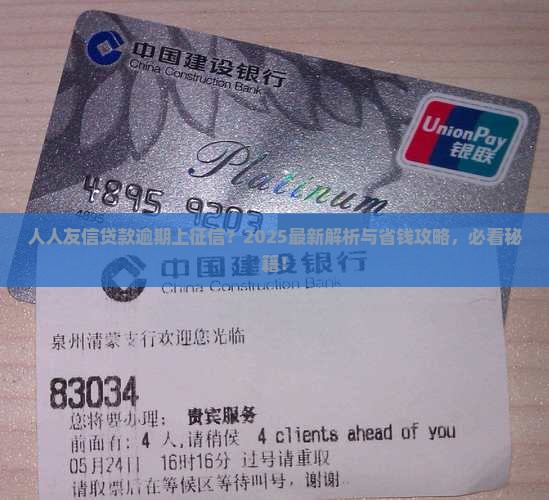 中国建设银行
China Construction Bank
UnionPay
银联
Platinum
4895 9203
人人友信贷款逾期上征信？2025最新解析与省钱攻略，必看秘
籍！
中国建设银行
泉州清蒙支行欢迎您光临
83034
您将要办理： 贵宾服务
前面有: 4 人,请稍侯 4 clients ahead of you
05月24日 16时16分 过号请重取
请取票后在等候区等待叫号，谢谢